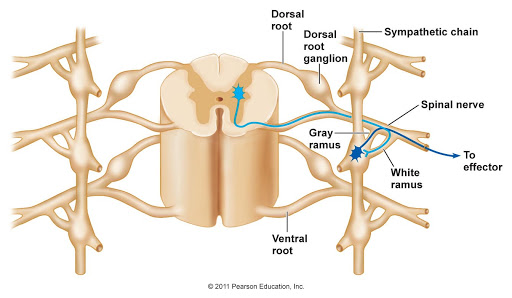 Dorsal
root
Dorsal
root
ganglion
Sympathetic chain
Spinal nerve
Gray
ramus
To
effector
White
ramus
Ventral
root
© 2011 Pearson Education, Inc.